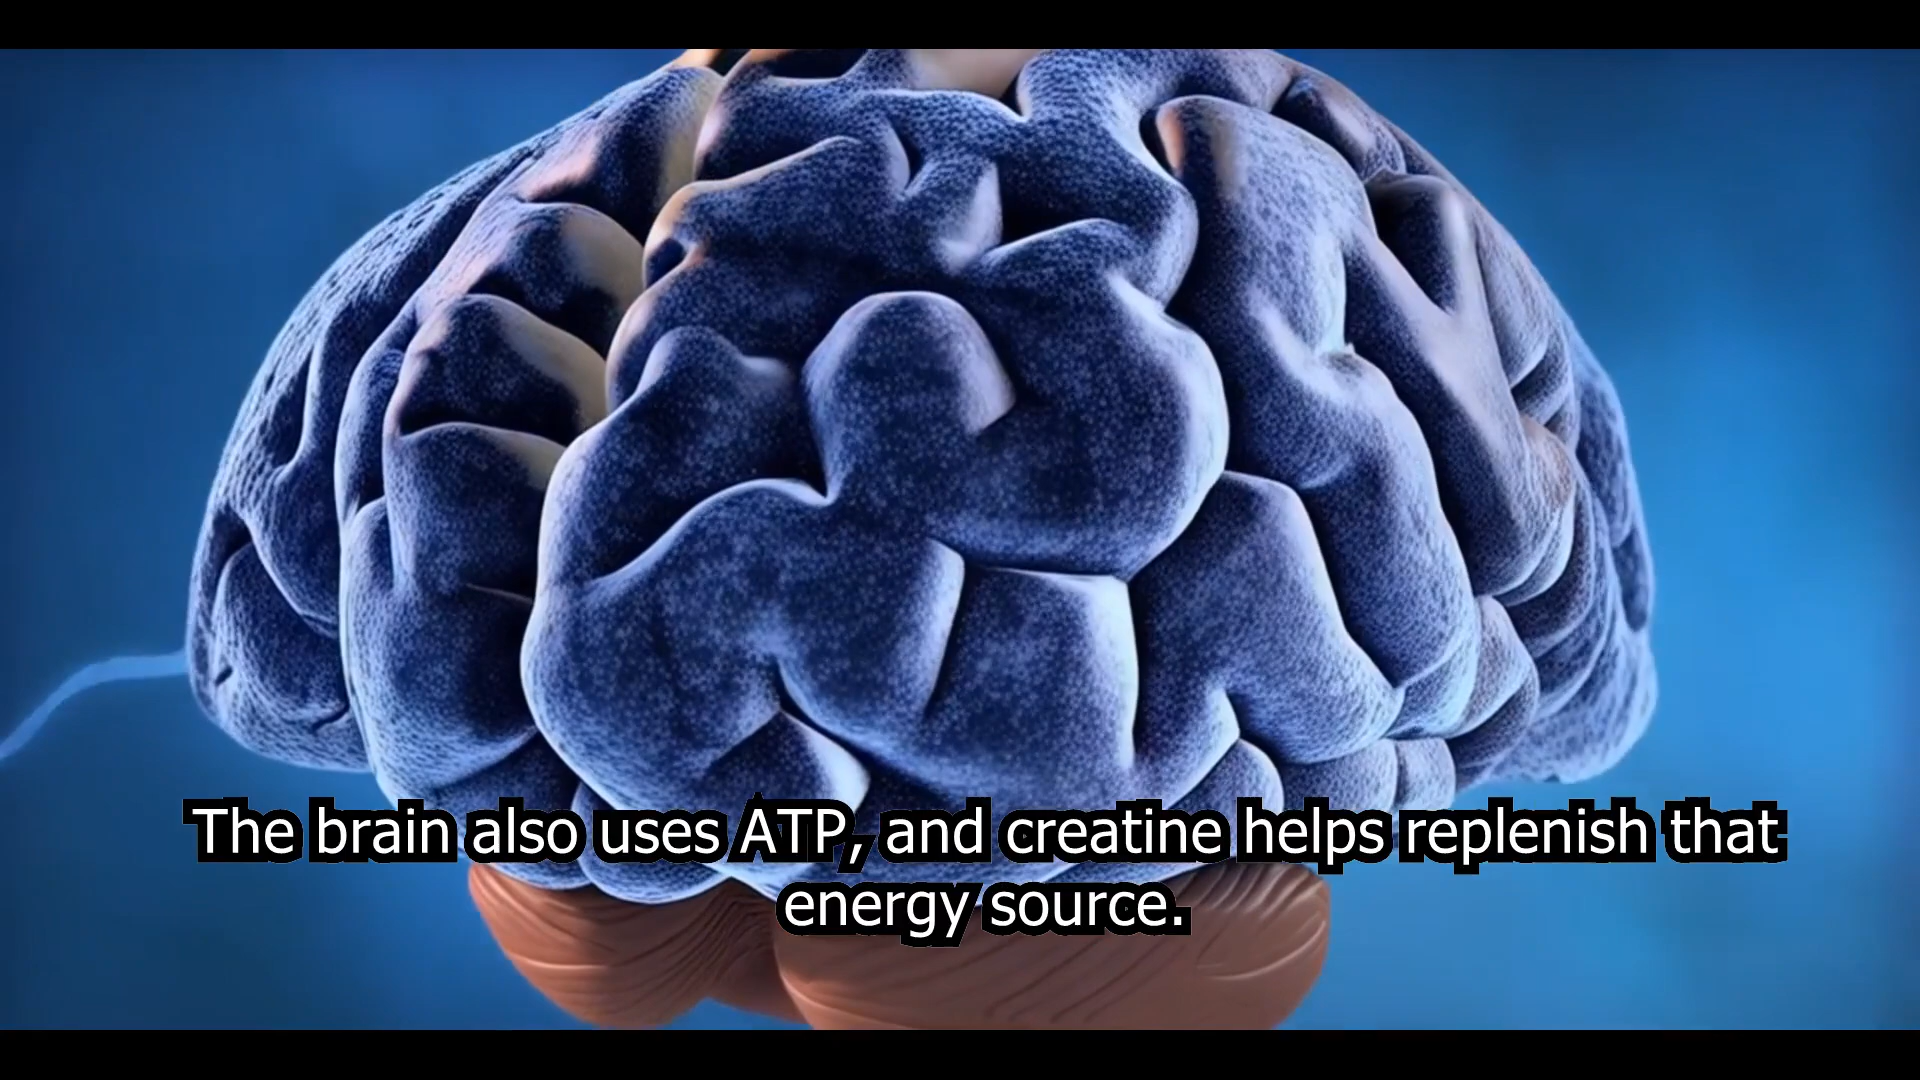 The brain also uses ATP, and creatine helps replenish that
energy source.